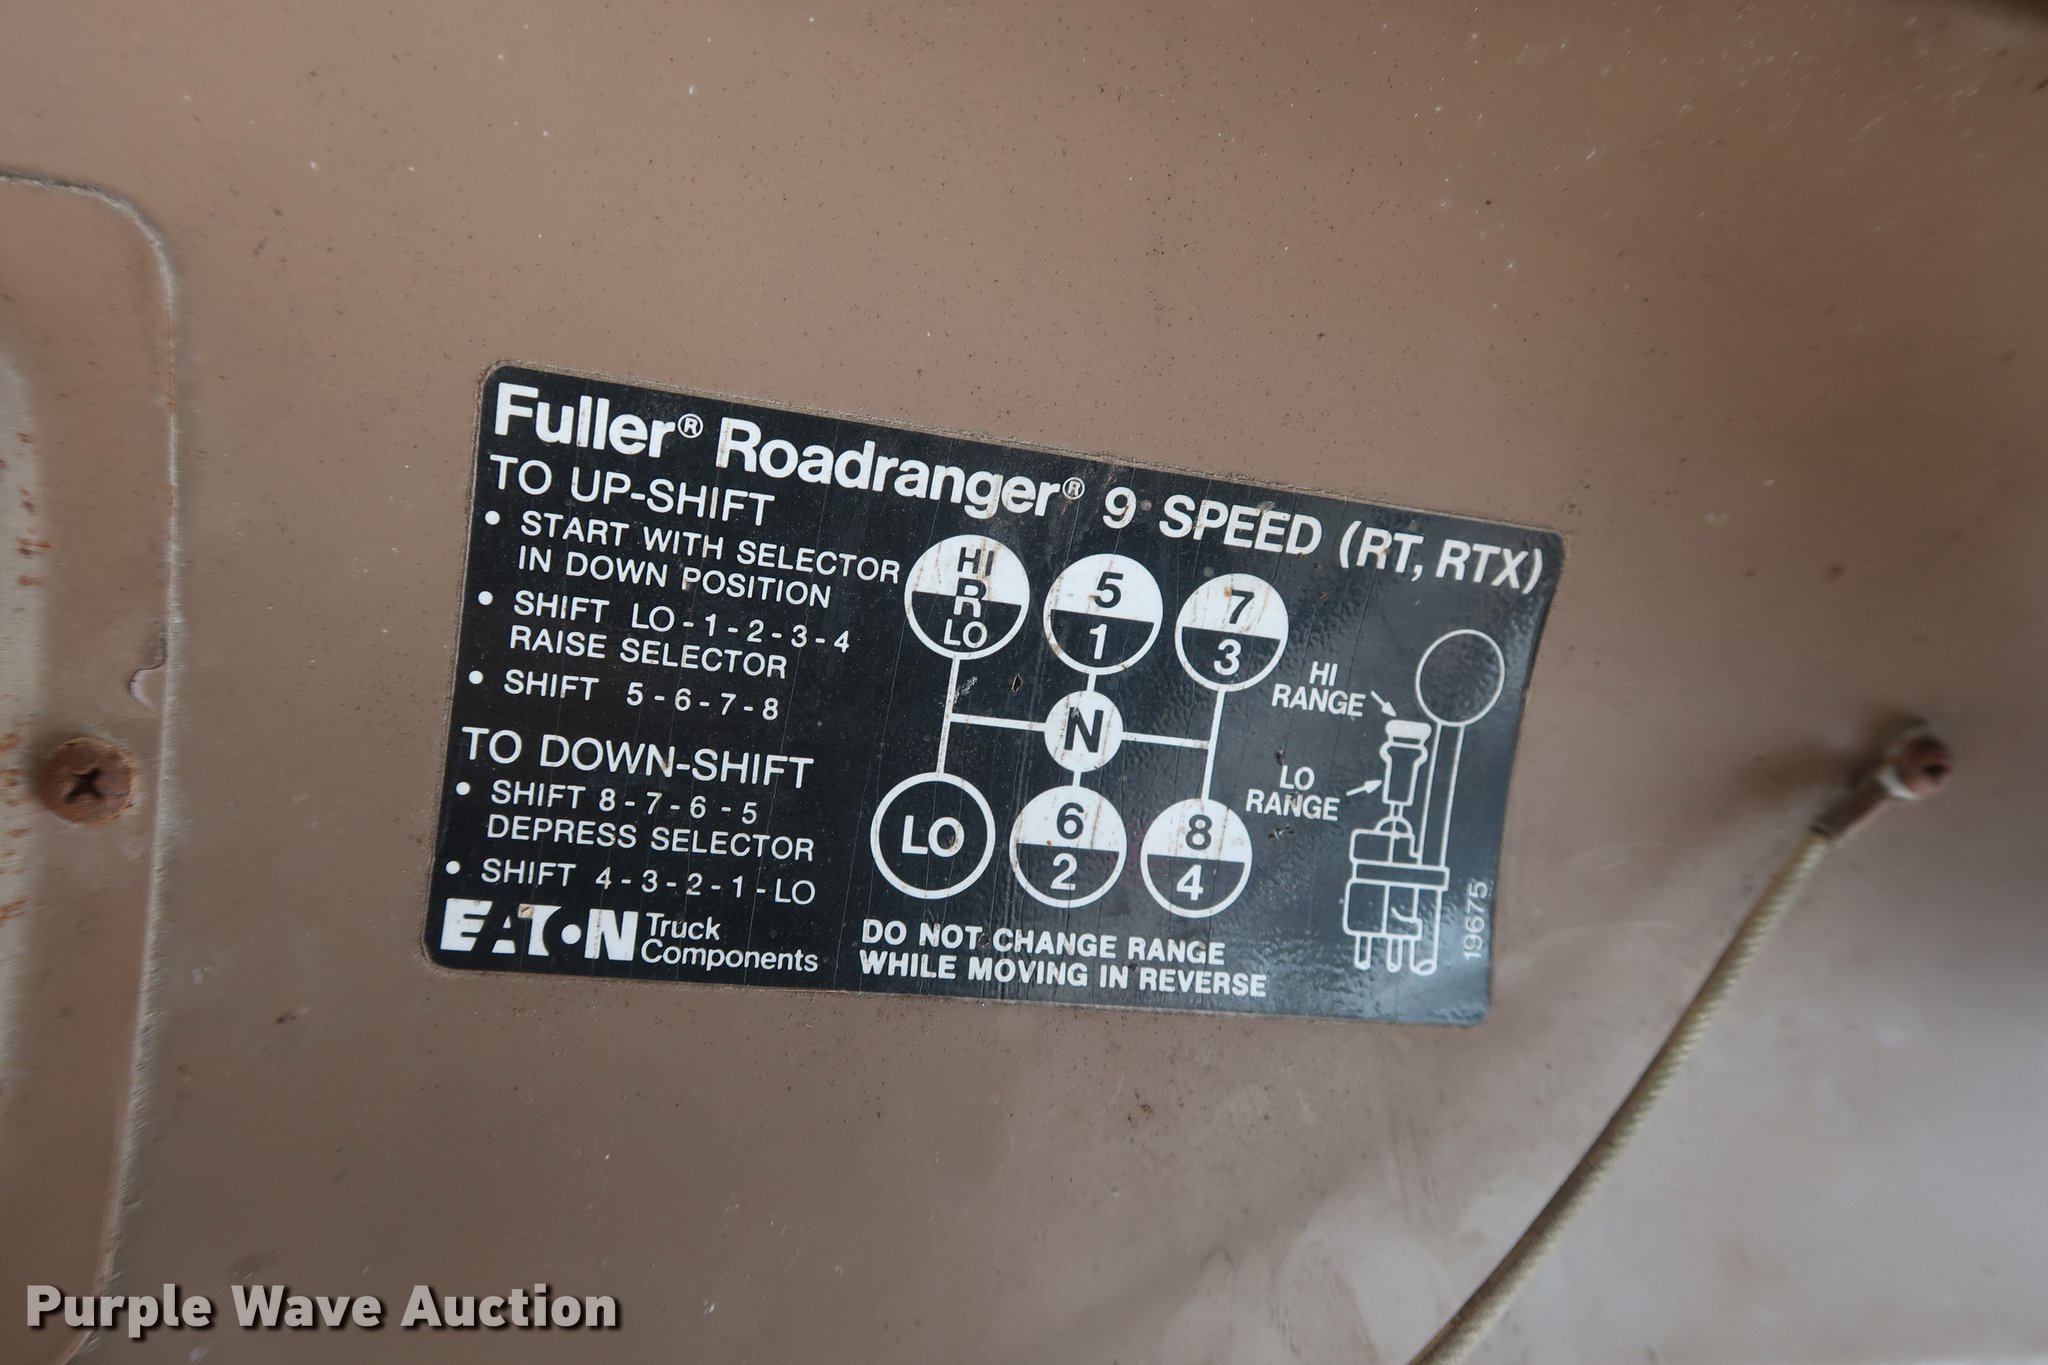 Fuller® Roadranger® 9 SPEED (RT, RTX)
TO UP-SHIFT
• START WITH SELECTOR
IN DOWN POSITION
• SHIFT LO-1-2-3-4
RAISE SELECTOR
• SHIFT 5-6-7-8
TO DOWN-SHIFT
• SHIFT 8-7-6-5
DEPRESS SELECTOR
• SHIFT 4-3-2-1-LO
EATON Truck
Components
HI
R
LO
5
1
7
3
N
LO
6
2
8
4
HI
RANGE
LO
RANGE
19675
DO NOT CHANGE RANGE
WHILE MOVING IN REVERSE
Purple Wave Auction